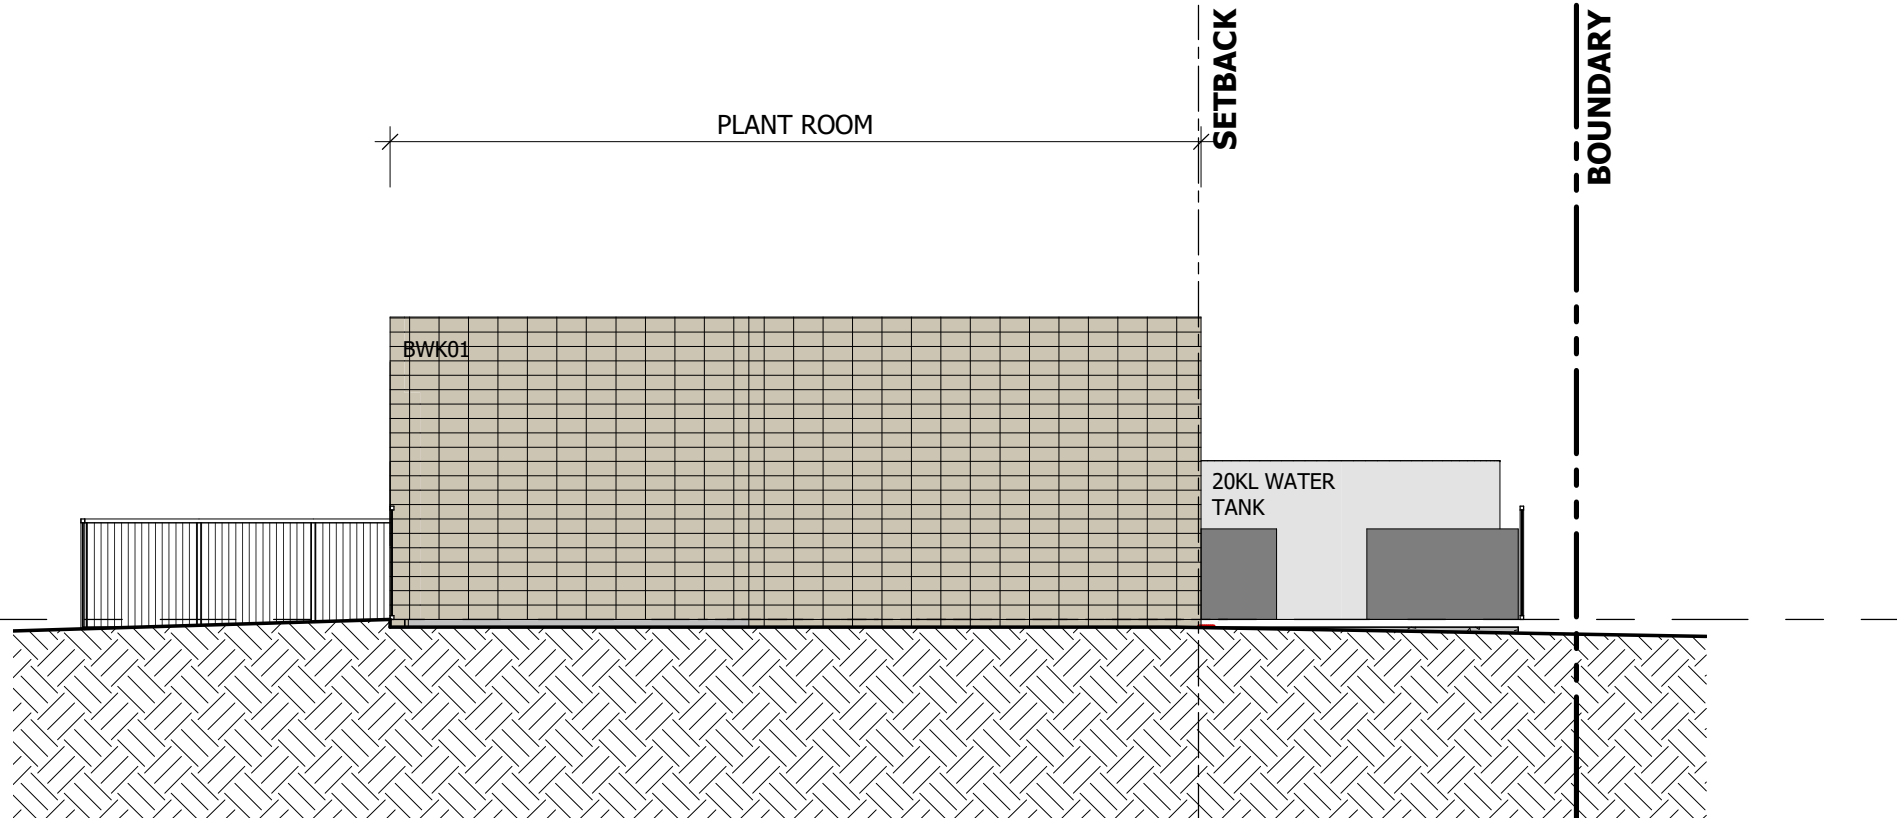 SETBACK
BOUNDARY
PLANT ROOM
BWK01
20KL WATER
TANK